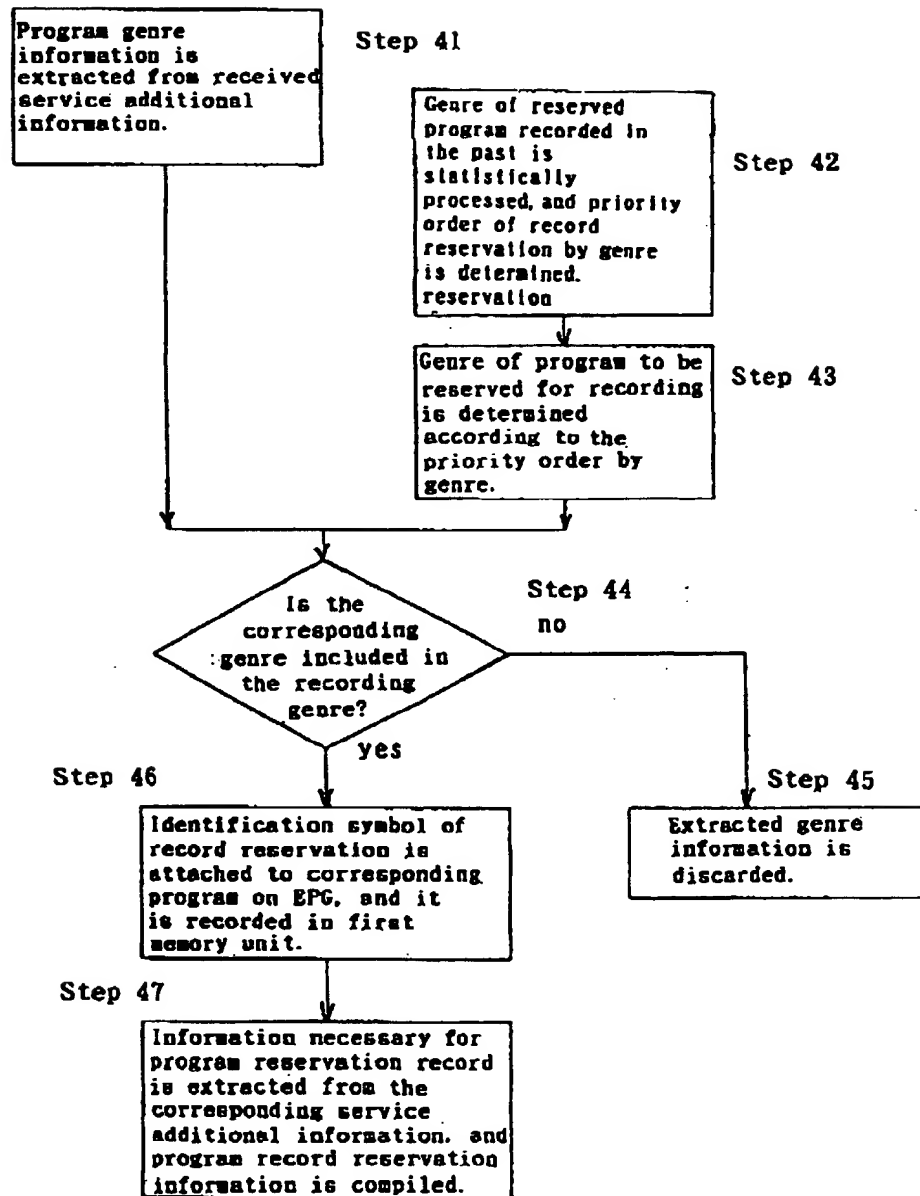 Program genre
information is
extracted from received
service additional
information.
Step 41
Genre of reserved
program recorded in
the past is
statistically
processed, and priority
order of record
reservation by genre
is determined.
reservation
Step 42
Genre of program to be
reserved for recording
is determined
according to the
priority order by
genre.
Step 43
Is the
corresponding
genre included in
the recording
genre?
Step 44
no
yes
Step 46
Identification symbol of
record reservation is
attached to corresponding
program on EPG, and it
is recorded in first
memory unit.
Step 45
Extracted genre
information is
discarded.
Step 47
Information necessary for
program reservation record
is extracted from the
corresponding service
additional information, and
program record reservation
information is compiled.